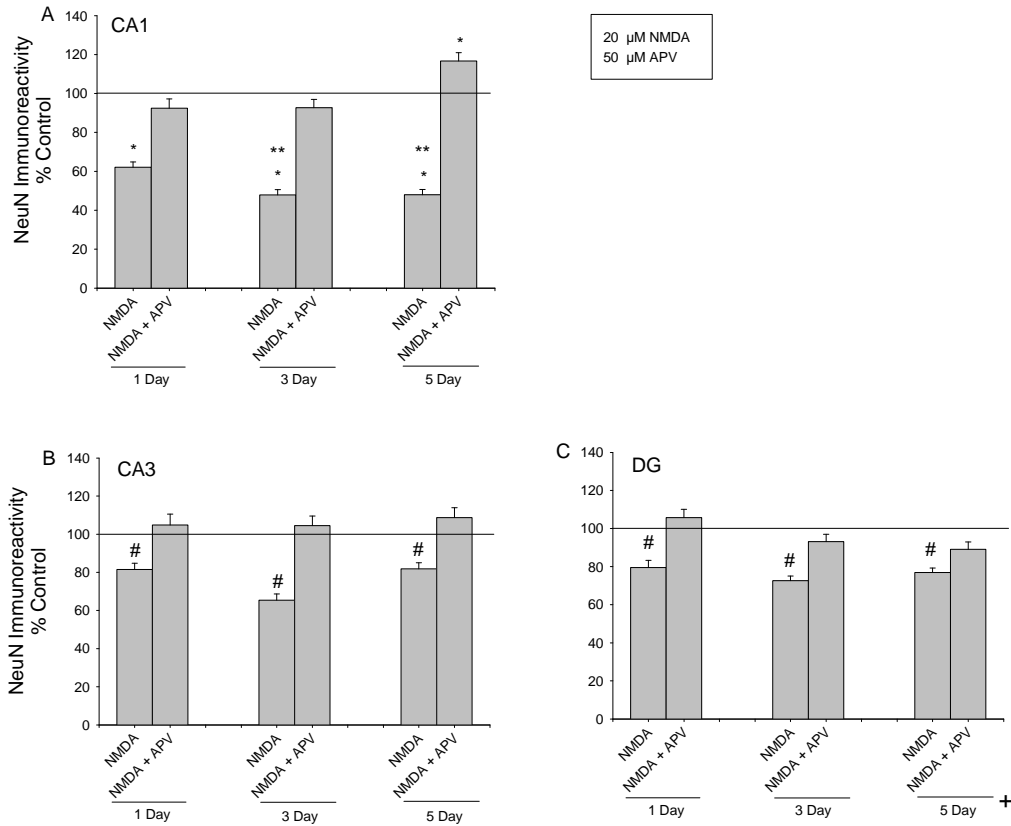 A
CA1
20 µM NMDA
50 µM APV
NeuN Immunoreactivity
% Control
140
120
100
80
60
40
20
0
*
**
*
**
*
*
NMDA
NMDA + APV
NMDA
NMDA + APV
NMDA
NMDA + APV
1 Day
3 Day
5 Day
B
CA3
NeuN Immunoreactivity
% Control
140
120
100
80
60
40
20
0
#
#
#
NMDA
NMDA + APV
NMDA
NMDA + APV
NMDA
NMDA + APV
1 Day
3 Day
5 Day
C
DG
140
120
100
80
60
40
20
0
#
#
#
NMDA
NMDA + APV
NMDA
NMDA + APV
NMDA
NMDA + APV
1 Day
3 Day
5 Day +